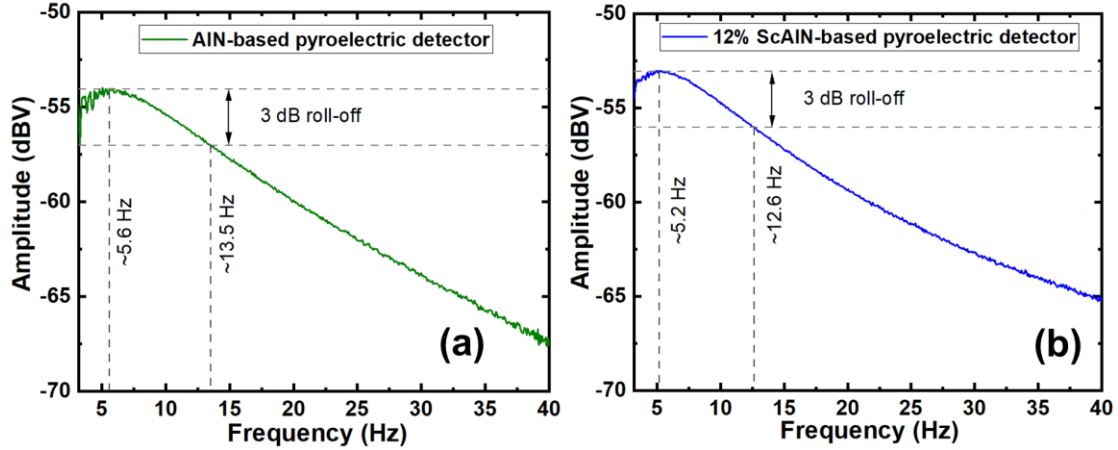 AlN-based pyroelectric detector
3 dB roll-off
~5.6 Hz
~13.5 Hz
(a)
-50
-55
-60
-65
-70
5
10
15
20
25
30
35
40
Amplitude (dBV)
Frequency (Hz)
12% ScAlN-based pyroelectric detector
3 dB roll-off
~5.2 Hz
~12.6 Hz
(b)
-50
-55
-60
-65
-70
5
10
15
20
25
30
35
40
Amplitude (dBV)
Frequency (Hz)